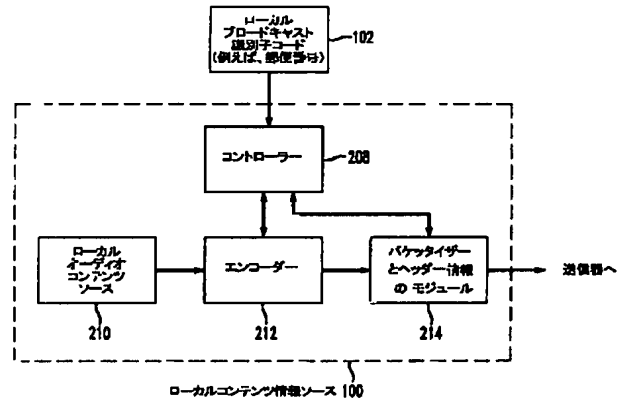 ローカル
ブロードキャスト
識別子コード
(例えば、郵便番号)
102
コントローラー
208
ローカル
オーディオ
コンテンツ
ソース
210
エンコーダー
212
パケッタイザー
とヘッダー情報
の モジュール
214
送信器へ
ローカルコンテンツ情報ソース 100